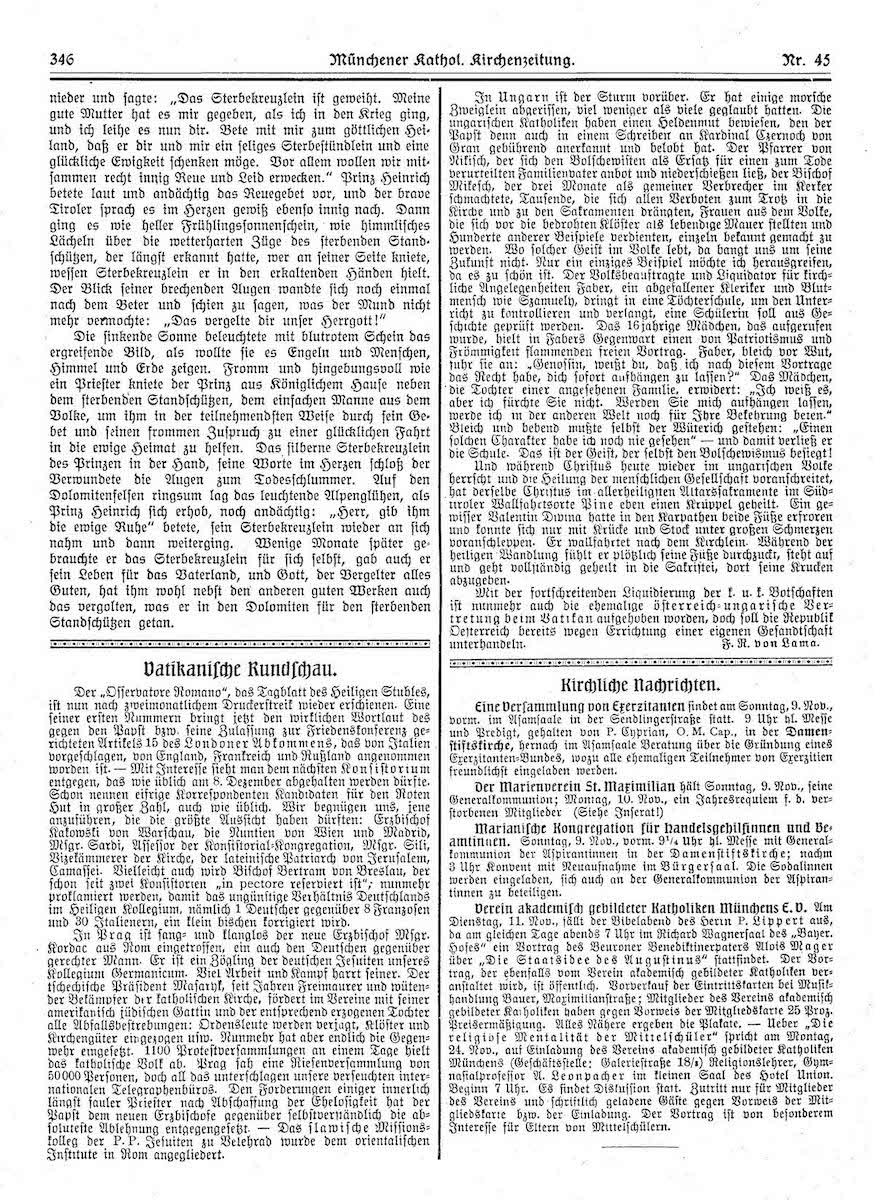 346
Münchener Kathol. Kirchenzeitung.
Nr. 45
nieder und sagte: „Das Sterbekreuzlein ist geweiht. Meine
gute Mutter hat es mir gegeben, als ich in den Krieg ging,
und ich leihe es nun dir. Bete mit mir zum göttlichen Hei-
land, daß er dir und mir ein seliges Sterbestündlein und eine
glückliche Ewigkeit schenken möge. Vor allem wollen wir mit-
sammen recht innig Reue und Leid erwecken.“ Prinz Heinrich
betete laut und andächtig das Reuegebet vor, und der brave
Tiroler sprach es im Herzen gewiß ebenso innig nach. Dann
ging es wie heller Frühlingssonnenschein, wie himmlisches
Lächeln über die wetterharten Züge des sterbenden Stand-
schützen, der längst erkannt hatte, wer an seiner Seite kniete,
wessen Sterbekreuzlein er in den erkaltenden Händen hielt.
Der Blick seiner brechenden Augen wandte sich noch einmal
nach dem Beter und schien zu sagen, was der Mund nicht
mehr vermochte: „Das vergelte dir unser Herrgott!“
Die sinkende Sonne beleuchtete mit blutrotem Schein das
ergreifende Bild, als wollte sie es Engeln und Menschen,
Himmel und Erde zeigen. Fromm und hingebungsvoll wie
ein Priester kniete der Prinz aus Königlichem Hause neben
dem sterbenden Standschützen, dem einfachen Manne aus dem
Volke, um ihm in der teilnehmendsten Weise durch sein Ge-
bet und seinen frommen Zuspruch zu einer glücklichen Fahrt
in die ewige Heimat zu helfen. Das silberne Sterbekreuzlein
des Prinzen in der Hand, seine Worte im Herzen schloß der
Verwundete die Augen zum Todesschlummer. Auf den
Dolomitenfelsen ringsum lag das leuchtende Alpenglühen, als
Prinz Heinrich sich erhob, noch andächtig: „Herr, gib ihm
die ewige Ruhe“ betete, sein Sterbekreuzlein wieder an sich
nahm und dann weiterging. Wenige Monate später ge-
brauchte er das Sterbekreuzlein für sich selbst, gab auch er
sein Leben für das Vaterland, und Gott, der Vergelter alles
Guten, hat ihm wohl nebst den anderen guten Werken auch
das vergolten, was er in den Dolomiten für den sterbenden
Standschützen getan.
Vatikanische Rundschau.
Der „Osservatore Romano“, das Tagblatt des Heiligen Stuhles,
ist nun nach zweimonatlichem Druckerstreik wieder erschienen. Eine
seiner ersten Nummern bringt jetzt den wirklichen Wortlaut des
gegen den Papst bzw. seine Zulassung zur Friedenskonferenz ge-
richteten Artikels 15 des Londoner Abkommens, das von Italien
vorgeschlagen, von England, Frankreich und Rußland angenommen
worden ist. — Mit Interesse sieht man dem nächsten Konsistorium
entgegen, das wie üblich am 8. Dezember abgehalten werden dürfte.
Schon nennen eifrige Korrespondenten Kandidaten für den Roten
Hut in großer Zahl, auch wie üblich. Wir begnügen uns, jene
anzuführen, die die größte Aussicht haben dürften: Erzbischof
Kakowski von Warschau, die Nuntien von Wien und Madrid,
Msgr. Sardi, Assessor der Konsistorial-Kongregation, Msgr. Sili,
Vizekämmerer der Kirche, der lateinische Patriarch von Jerusalem,
Camassei. Vielleicht auch wird Bischof Bertram von Breslau, der
schon seit zwei Konsistorien „in pectore reserviert ist“, nunmehr
proklamiert werden, damit das ungünstige Verhältnis Deutschlands
im Heiligen Kollegium, nämlich 1 Deutscher gegenüber 8 Franzosen
und 30 Italienern, ein klein bischen korrigiert wird.
In Prag ist sang- und klanglos der neue Erzbischof Msgr.
Kordac aus Rom eingetroffen, ein auch den Deutschen gegenüber
gerechter Mann. Er ist ein Zögling der deutschen Jesuiten unseres
Kollegium Germanicum. Viel Arbeit und Kampf harrt seiner. Der
tschechische Präsident Masaryk, seit Jahren Freimaurer und wüten-
der Bekämpfer der katholischen Kirche, fördert im Vereine mit seiner
amerikanisch jüdischen Gattin und der entsprechend erzogenen Tochter
alle Abfallsbestrebungen: Ordensleute werden verjagt, Klöster und
Kirchengüter eingezogen usw. Nunmehr hat aber endlich die Gegen-
wehr eingesetzt. 1100 Protestversammlungen an einem Tage hielt
das katholische Volk ab. Prag sah eine Riesenversammlung von
50 000 Personen, doch all das unterschlagen unsere verseuchten inter-
nationalen Telegraphenbüros. Den Forderungen einiger innerlich
längst fauler Priester nach Abschaffung der Ehelosigkeit hat der
Papst dem neuen Erzbischofe gegenüber selbstverständlich die ab-
soluteste Ablehnung entgegengesetzt. — Das slawische Missions-
kolleg der P. P. Jesuiten zu Velehrad wurde dem orientalischen
Institute in Rom angegliedert.
In Ungarn ist der Sturm vorüber. Er hat einige morsche
Zweiglein abgerissen, viel weniger als viele geglaubt hatten. Die
ungarischen Katholiken haben einen Heldenmut bewiesen, den der
Papst denn auch in einem Schreiben an Kardinal Czernoch von
Gran gebührend anerkannt und belobt hat. Der Pfarrer von
Nikisch, der sich den Bolschewisten als Ersatz für einen zum Tode
verurteilten Familienvater anbot und niederschießen ließ, der Bischof
Mikesch, der drei Monate als gemeiner Verbrecher im Kerker
schmachtete, Tausende, die sich allen Verboten zum Trotz in die
Kirche und zu den Sakramenten drängten, Frauen aus dem Volke,
die sich vor die bedrohten Klöster als lebendige Mauer stellten und
Hunderte anderer Beispiele verdienten, einzeln bekannt gemacht zu
werden. Wo solcher Geist im Volke lebt, da bangt uns um seine
Zukunft nicht. Nur ein einziges Beispiel möchte ich herausgreifen,
da es zu schön ist. Der Volksbeauftragte und Liquidator für kirch-
liche Angelegenheiten Faber, ein abgefallener Kleriker und Blut-
mensch wie Szamuely, dringt in eine Töchterschule, um den Unter-
richt zu kontrollieren und verlangt, eine Schülerin soll aus Ge-
schichte geprüft werden. Das 16jährige Mädchen, das aufgerufen
wurde, hielt in Fabers Gegenwart einen von Patriotismus und
Frömmigkeit flammenden freien Vortrag. Faber, bleich vor Wut,
fuhr sie an: „Genossin, weißt du, daß ich nach diesem Vortrage
das Recht habe, dich sofort aufhängen zu lassen?“ Das Mädchen,
die Tochter einer angesehenen Familie, erwidert: „Ich weiß es,
aber ich fürchte Sie nicht. Werden Sie mich aufhängen lassen,
werde ich in der anderen Welt noch für Ihre Bekehrung beten.“
Bleich und bebend mußte selbst der Wüterich gestehen: „Einen
solchen Charakter habe ich noch nie gesehen“ — und damit verließ er
die Schule. Das ist der Geist, der selbst den Bolschewismus besiegt!
Und während Christus heute wieder im ungarischen Volke
herrscht und die Heilung der menschlichen Gesellschaft voranschreitet,
hat derselbe Christus im allerheiligsten Altarssakramente im Süd-
tiroler Wallfahrtsorte Pine eben einen Krüppel geheilt. Ein ge-
wisser Valentin Divina hatte in den Karpathen beide Füße erfroren
und konnte sich nur mit Krücke und Stock unter großen Schmerzen
voranschleppen. Er wallfahrtet nach dem Kirchlein. Während der
heiligen Wandlung fühlt er plötzlich seine Füße durchzuckt, steht auf
und geht vollständig geheilt in die Sakristei, dort seine Krucken
abzugeben.
Mit der fortschreitenden Liquidierung der k. u. k. Botschaften
ist nunmehr auch die ehemalige österreich-ungarische Ver-
tretung beim Vatikan aufgehoben worden, doch soll die Republik
Oesterreich bereits wegen Errichtung einer eigenen Gesandtschaft
unterhandeln. F. R. von Lama.
Kirchliche Nachrichten.
Eine Versammlung von Exerzitanten findet am Sonntag, 9. Nov.,
vorm. im Asamsaale in der Sendlingerstraße statt. 9 Uhr hl. Messe
und Predigt, gehalten von P. Cyprian, O. M. Cap., in der Damen-
stiftskirche, hernach im Asamsaale Beratung über die Gründung eines
Exerzitanten-Bundes, wozu alle ehemaligen Teilnehmer von Exerzitien
freundlichst eingeladen werden.
Der Marienverein St. Maximilian hält Sonntag, 9. Nov., seine
Generalkommunion; Montag, 10. Nov., ein Jahresrequiem f. d. ver-
storbenen Mitglieder (Siehe Inserat!)
Marianische Kongregation für Handelsgehilfinnen und Be-
amtinnen. Sonntag, 9. Nov., vorm. 9¼ Uhr hl. Messe mit General-
kommunion der Aspirantinnen in der Damenstiftskirche; nachm
3 Uhr Konvent mit Neuaufnahme im Bürgersaal. Die Sodalinnen
werden eingeladen, sich auch an der Generalkommunion der Aspiran-
tinnen zu beteiligen.
Verein akademisch gebildeter Katholiken Münchens E. V. Am
Dienstag, 11. Nov., fällt der Bibelabend des Herrn P. Lippert aus,
da am gleichen Tage abends 7 Uhr im Richard Wagnersaal des „Bayer.
Hofes“ ein Vortrag des Beuroner Benediktinerpaters Alois Mager
über „Die Staatsidee des Augustinus“ stattfindet. Der Vor-
trag, der ebenfalls vom Verein akademisch gebildeter Katholiken ver-
anstaltet wird, ist öffentlich. Vorverkauf der Eintrittskarten bei Musik-
handlung Bauer, Maximilianstraße; Mitglieder des Vereins akademisch
gebildeter Katholiken haben gegen Vorweis der Mitgliedskarte 25 Proz.
Preisermäßigung. Alles Nähere ergeben die Plakate. — Ueber „Die
religiöse Mentalität der Mittelschüler“ spricht am Montag,
24. Nov., auf Einladung des Vereins akademisch gebildeter Katholiken
Münchens (Geschäftsstelle: Galeriestraße 18/1) Religionslehrer, Gym-
nasialprofessor A. Leonpacher im kleinen Saal des Hotel Union.
Beginn 7 Uhr. Es findet Diskussion statt. Zutritt nur für Mitglieder
des Vereins und schriftlich geladene Gäste gegen Vorweis der Mit-
gliedskarte bzw. der Einladung. Der Vortrag ist von besonderem
Interesse für Eltern von Mittelschülern.